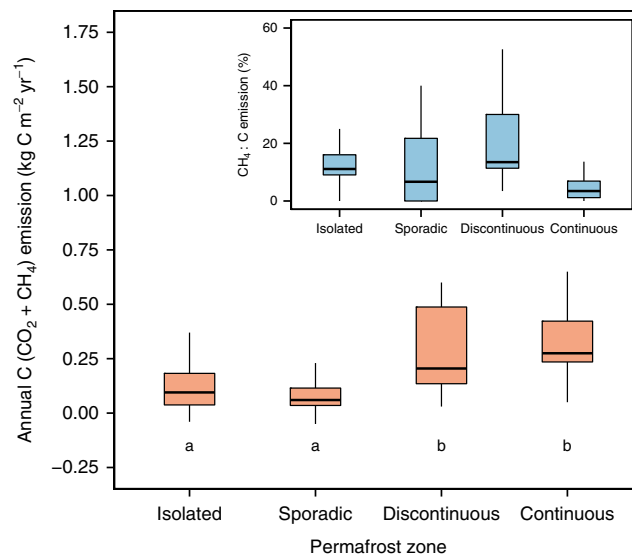 1.75
1.50
1.25
1.00
0.75
0.50
0.25
0.00
−0.25
Annual C (CO₂ + CH₄) emission (kg C m⁻² yr⁻¹)
60
40
20
0
CH₄ : C emission (%)
Isolated Sporadic Discontinuous Continuous
a a b b
Isolated Sporadic Discontinuous Continuous
Permafrost zone